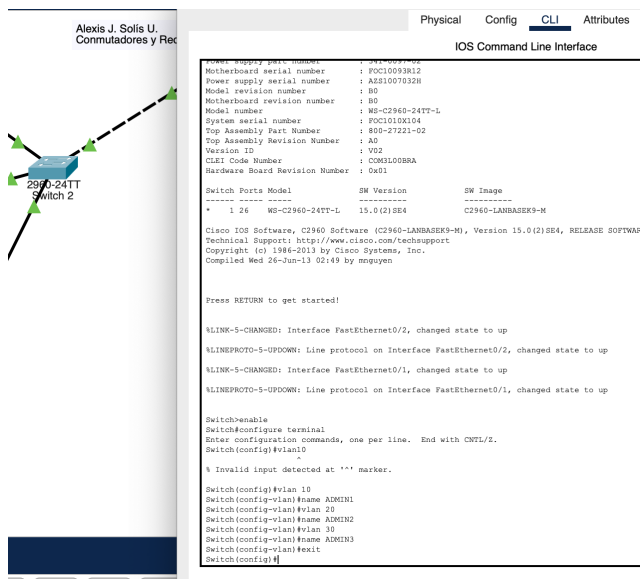 Alexis J. Solís U.
Conmutadores y Rec
2960-24TT
Switch 2
Physical Config CLI Attributes
IOS Command Line Interface
Power supply part number : 341-0097-02
Motherboard serial number : FOC10093R12
Power supply serial number : AZS1007032H
Model revision number : B0
Motherboard revision number : B0
Model number : WS-C2960-24TT-L
System serial number : FOC1010X104
Top Assembly Part Number : 800-27221-02
Top Assembly Revision Number : A0
Version ID : V02
CLEI Code Number : COM3L00BRA
Hardware Board Revision Number : 0x01
Switch Ports Model SW Version SW Image
------ ----- ----- ---------- ----------
* 1 26 WS-C2960-24TT-L 15.0(2)SE4 C2960-LANBASEK9-M
Cisco IOS Software, C2960 Software (C2960-LANBASEK9-M), Version 15.0(2)SE4, RELEASE SOFTWAR
Technical Support: http://www.cisco.com/techsupport
Copyright (c) 1986-2013 by Cisco Systems, Inc.
Compiled Wed 26-Jun-13 02:49 by mnguyen
Press RETURN to get started!
%LINK-5-CHANGED: Interface FastEthernet0/2, changed state to up
%LINEPROTO-5-UPDOWN: Line protocol on Interface FastEthernet0/2, changed state to up
%LINK-5-CHANGED: Interface FastEthernet0/1, changed state to up
%LINEPROTO-5-UPDOWN: Line protocol on Interface FastEthernet0/1, changed state to up
Switch>enable
Switch#configure terminal
Enter configuration commands, one per line. End with CNTL/Z.
Switch(config)#vlan10
^
% Invalid input detected at '^' marker.
Switch(config)#vlan 10
Switch(config-vlan)#name ADMIN1
Switch(config-vlan)#vlan 20
Switch(config-vlan)#name ADMIN2
Switch(config-vlan)#vlan 30
Switch(config-vlan)#name ADMIN3
Switch(config-vlan)#exit
Switch(config)#